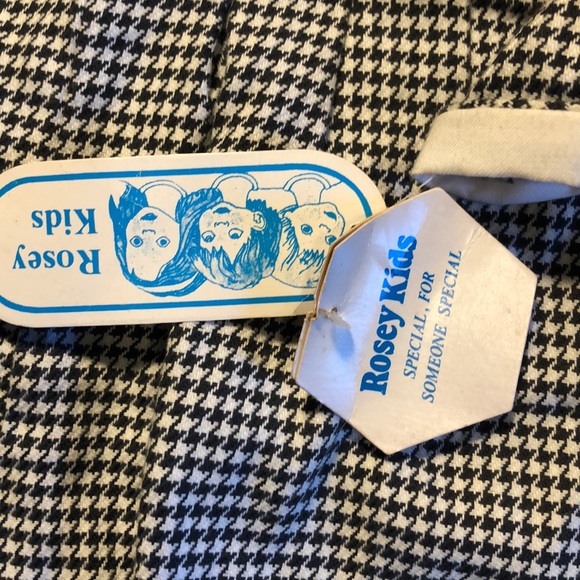 Rosey
Kids
Rosey Kids
SPECIAL, FOR
SOMEONE SPECIAL